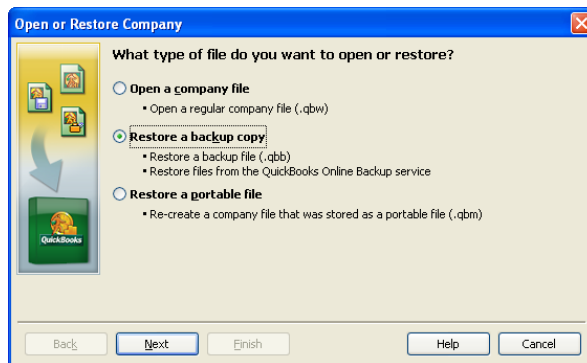 Open or Restore Company
What type of file do you want to open or restore?
Open a company file
• Open a regular company file (.qbw)
Restore a backup copy
• Restore a backup file (.qbb)
• Restore files from the QuickBooks Online Backup service
Restore a portable file
• Re-create a company file that was stored as a portable file (.qbm)
QuickBooks
Back
Next
Finish
Help
Cancel